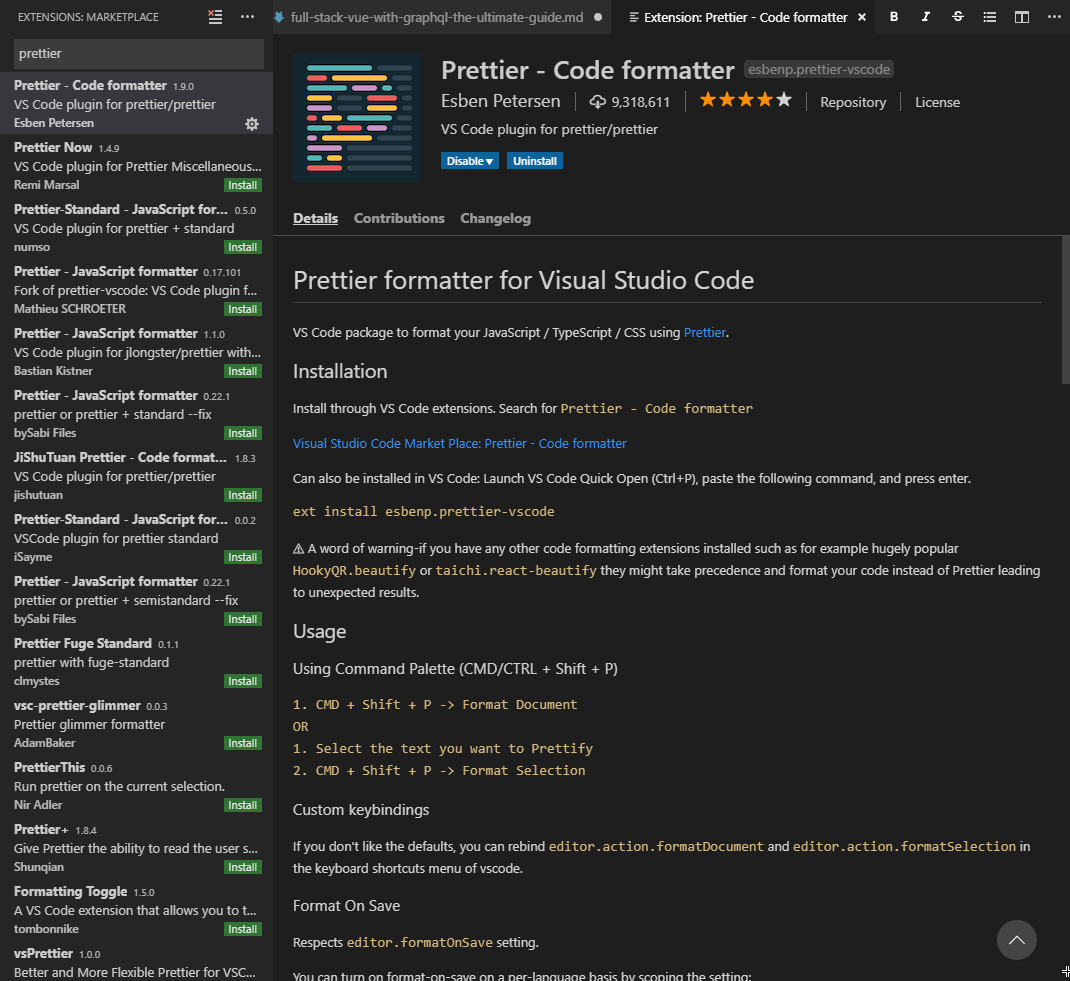 EXTENSIONS: MARKETPLACE
prettier
Prettier - Code formatter 1.9.0
VS Code plugin for prettier/prettier
Esben Petersen
Prettier Now 1.4.9
VS Code plugin for Prettier Miscellaneous...
Remi Marsal Install
Prettier-Standard - JavaScript for... 0.5.0
VS Code plugin for prettier + standard
numso Install
Prettier - JavaScript formatter 0.17.101
Fork of prettier-vscode: VS Code plugin f...
Mathieu SCHROETER Install
Prettier - JavaScript formatter 1.1.0
VS Code plugin for jlongster/prettier with...
Bastian Kistner Install
Prettier - JavaScript formatter 0.22.1
prettier or prettier + standard --fix
bySabi Files Install
JiShuTuan Prettier - Code format... 1.8.3
VS Code plugin for prettier/prettier
jishutuan Install
Prettier-Standard - JavaScript for... 0.0.2
VSCode plugin for prettier standard
iSayme Install
Prettier - JavaScript formatter 0.22.1
prettier or prettier + semistandard --fix
bySabi Files Install
Prettier Fuge Standard 0.1.1
prettier with fuge-standard
clmystes Install
vsc-prettier-glimmer 0.0.3
Prettier glimmer formatter
AdamBaker Install
PrettierThis 0.0.6
Run prettier on the current selection.
Nir Adler Install
Prettier+ 1.8.4
Give Prettier the ability to read the user s...
Shunqian Install
Formatting Toggle 1.5.0
A VS Code extension that allows you to t...
tombonnike Install
vsPrettier 1.0.0
Better and More Flexible Prettier for VSC...
full-stack-vue-with-graphql-the-ultimate-guide.md
Extension: Prettier - Code formatter
B I S
Prettier - Code formatter esbenp.prettier-vscode
Esben Petersen 9,318,611 Repository License
VS Code plugin for prettier/prettier
Disable Uninstall
Details Contributions Changelog
Prettier formatter for Visual Studio Code
VS Code package to format your JavaScript / TypeScript / CSS using Prettier.
Installation
Install through VS Code extensions. Search for Prettier - Code formatter
Visual Studio Code Market Place: Prettier - Code formatter
Can also be installed in VS Code: Launch VS Code Quick Open (Ctrl+P), paste the following command, and press enter.
ext install esbenp.prettier-vscode
⚠ A word of warning-if you have any other code formatting extensions installed such as for example hugely popular
HookyQR.beautify or taichi.react-beautify they might take precedence and format your code instead of Prettier leading
to unexpected results.
Usage
Using Command Palette (CMD/CTRL + Shift + P)
1. CMD + Shift + P -> Format Document
OR
1. Select the text you want to Prettify
2. CMD + Shift + P -> Format Selection
Custom keybindings
If you don't like the defaults, you can rebind editor.action.formatDocument and editor.action.formatSelection in
the keyboard shortcuts menu of vscode.
Format On Save
Respects editor.formatOnSave setting.
You can turn on format-on-save on a per-language basis by scoping the setting: